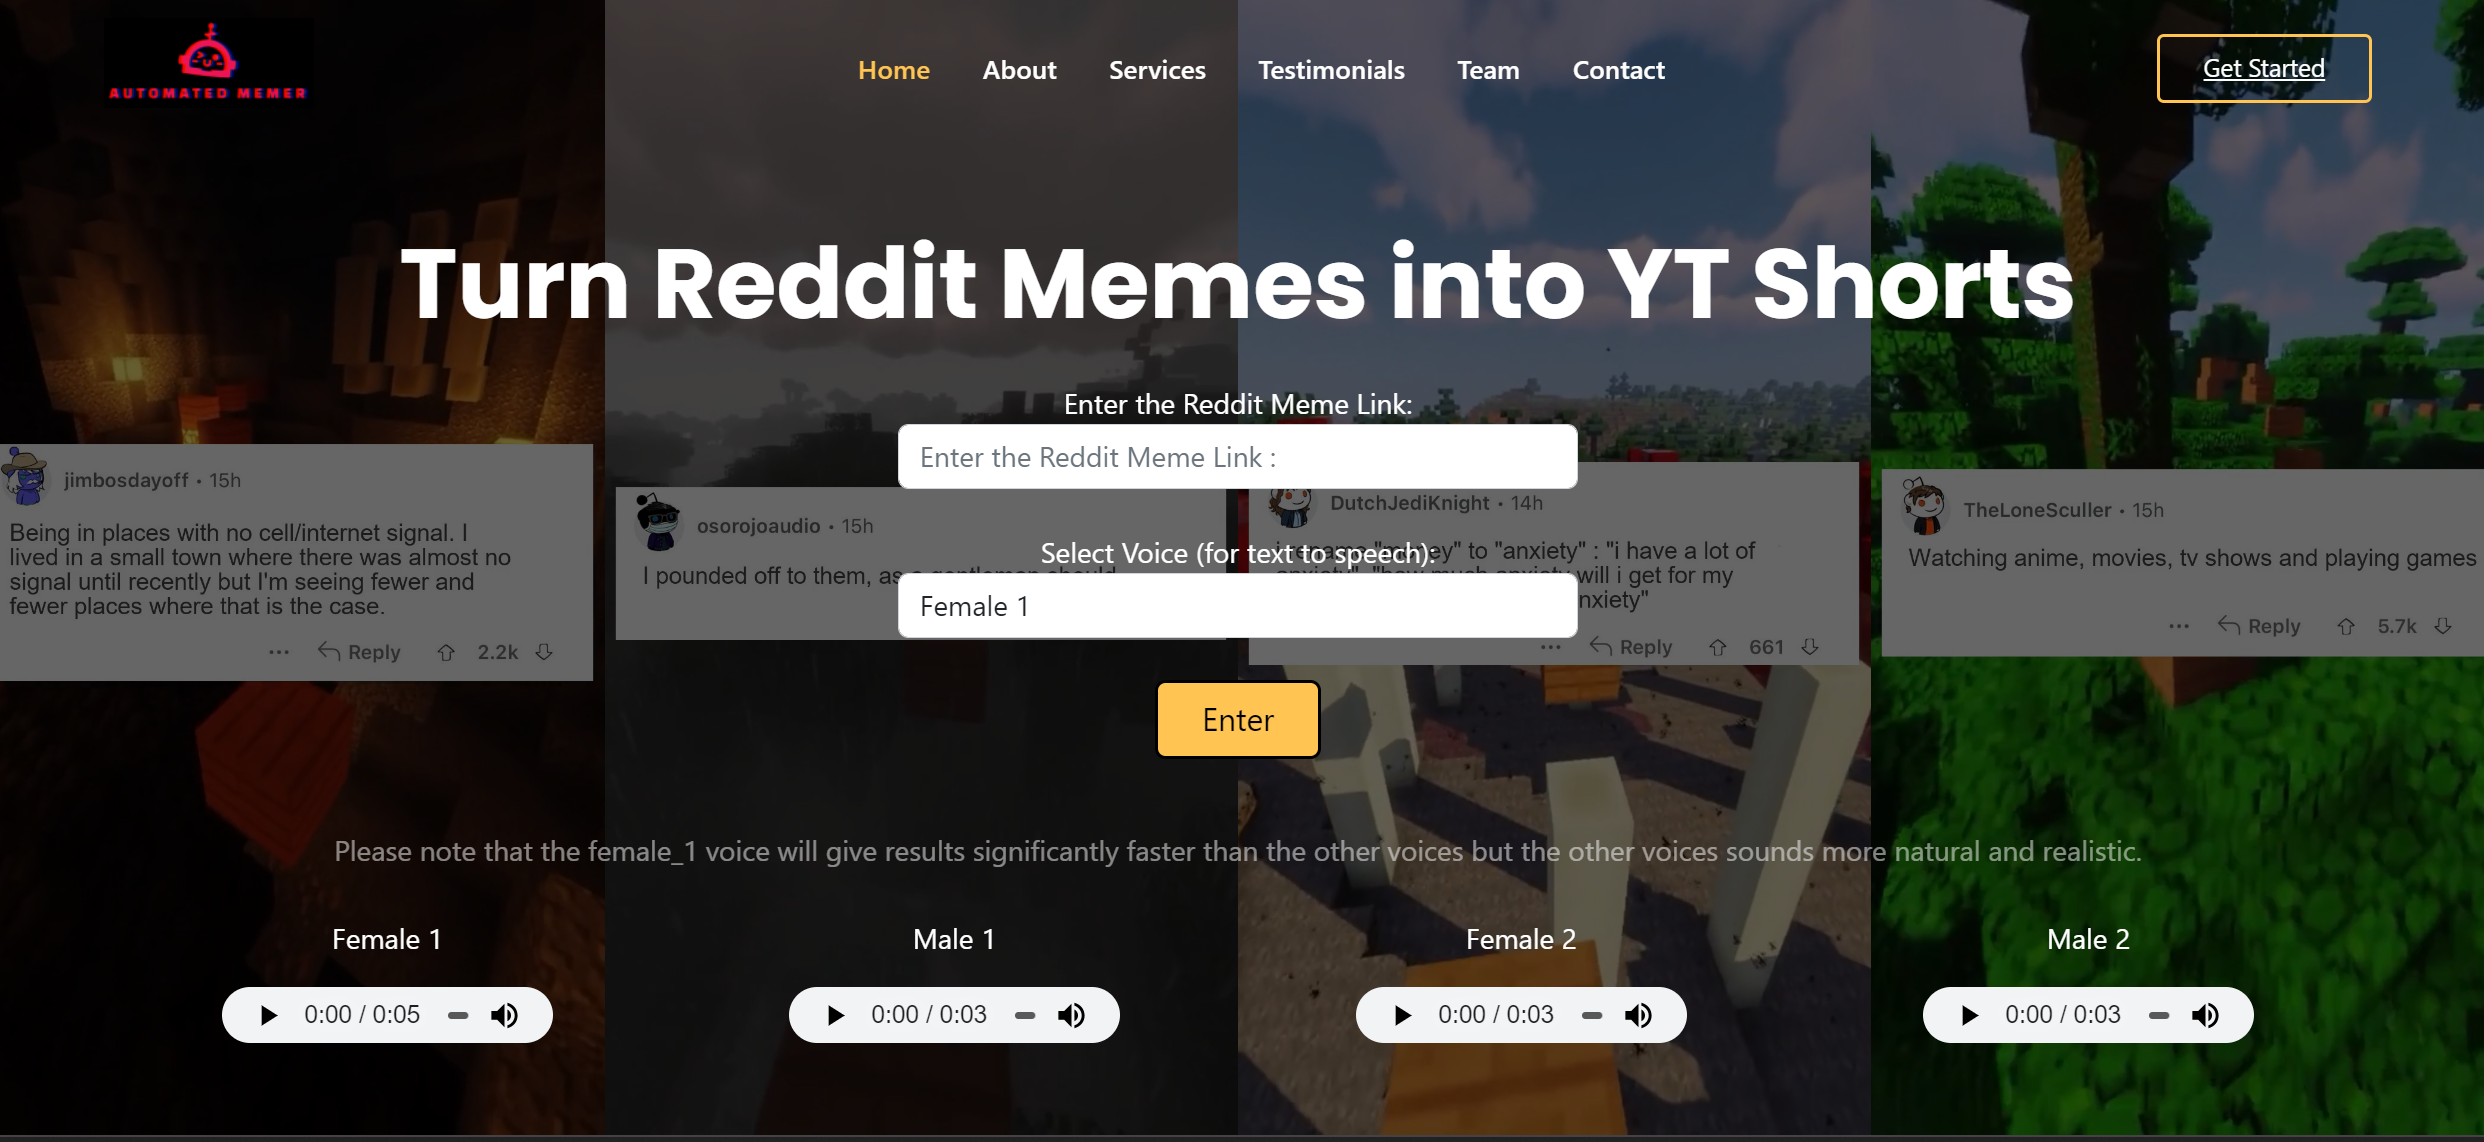 AUTOMATED MEMER
Home About Services Testimonials Team Contact
Get Started
Turn Reddit Memes into YT Shorts
Enter the Reddit Meme Link:
Enter the Reddit Meme Link :
Select Voice (for text to speech):
Female 1
Enter
jimbosdayoff • 15h
Being in places with no cell/internet signal. I
lived in a small town where there was almost no
signal until recently but I'm seeing fewer and
fewer places where that is the case.
Reply 2.2k
osorojoaudio • 15h
I pounded off to them, as a gentleman should
DutchJediKnight • 14h
"money" to "anxiety" : "i have a lot of
anxiety" "how much anxiety will i get for my
Reply 661
TheLoneSculler • 15h
Watching anime, movies, tv shows and playing games
Reply 5.7k
Please note that the female_1 voice will give results significantly faster than the other voices but the other voices sounds more natural and realistic.
Female 1
0:00 / 0:05
Male 1
0:00 / 0:03
Female 2
0:00 / 0:03
Male 2
0:00 / 0:03